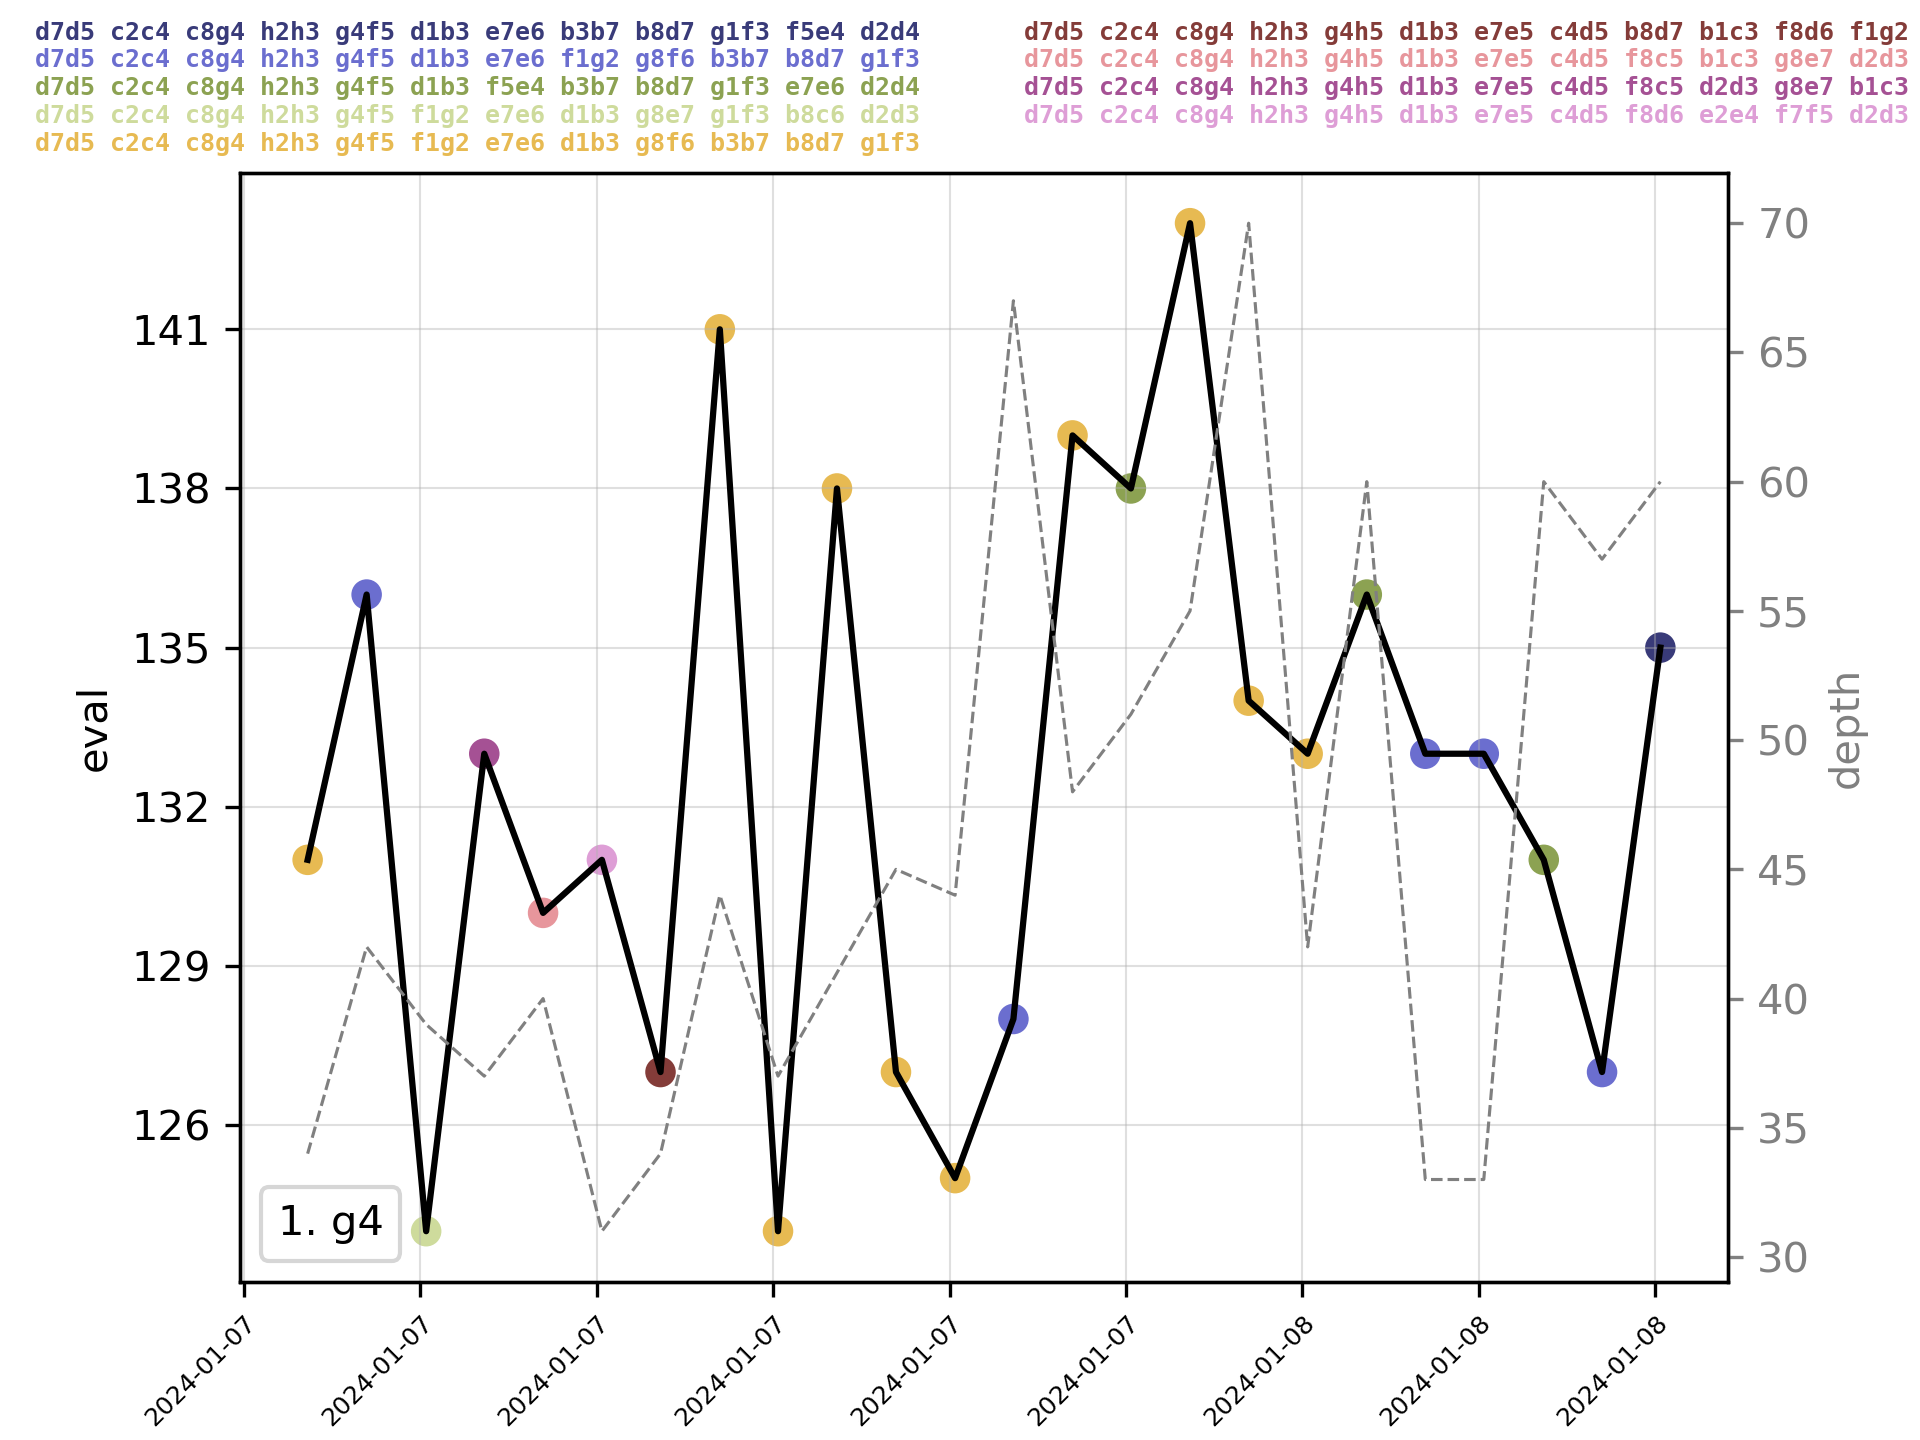 d7d5 c2c4 c8g4 h2h3 g4f5 d1b3 e7e6 b3b7 b8d7 g1f3 f5e4 d2d4
d7d5 c2c4 c8g4 h2h3 g4f5 d1b3 e7e6 f1g2 g8f6 b3b7 b8d7 g1f3
d7d5 c2c4 c8g4 h2h3 g4f5 d1b3 f5e4 b3b7 b8d7 g1f3 e7e6 d2d4
d7d5 c2c4 c8g4 h2h3 g4f5 f1g2 e7e6 d1b3 g8e7 g1f3 b8c6 d2d3
d7d5 c2c4 c8g4 h2h3 g4f5 f1g2 e7e6 d1b3 g8f6 b3b7 b8d7 g1f3
d7d5 c2c4 c8g4 h2h3 g4h5 d1b3 e7e5 c4d5 b8d7 b1c3 f8d6 f1g2
d7d5 c2c4 c8g4 h2h3 g4h5 d1b3 e7e5 c4d5 f8c5 b1c3 g8e7 d2d3
d7d5 c2c4 c8g4 h2h3 g4h5 d1b3 e7e5 c4d5 f8c5 d2d3 g8e7 b1c3
d7d5 c2c4 c8g4 h2h3 g4h5 d1b3 e7e5 c4d5 f8d6 e2e4 f7f5 d2d3
141
138
135
132
129
126
eval
70
65
60
55
50
45
40
35
30
depth
1. g4
2024-01-07
2024-01-07
2024-01-07
2024-01-07
2024-01-07
2024-01-07
2024-01-08
2024-01-08
2024-01-08